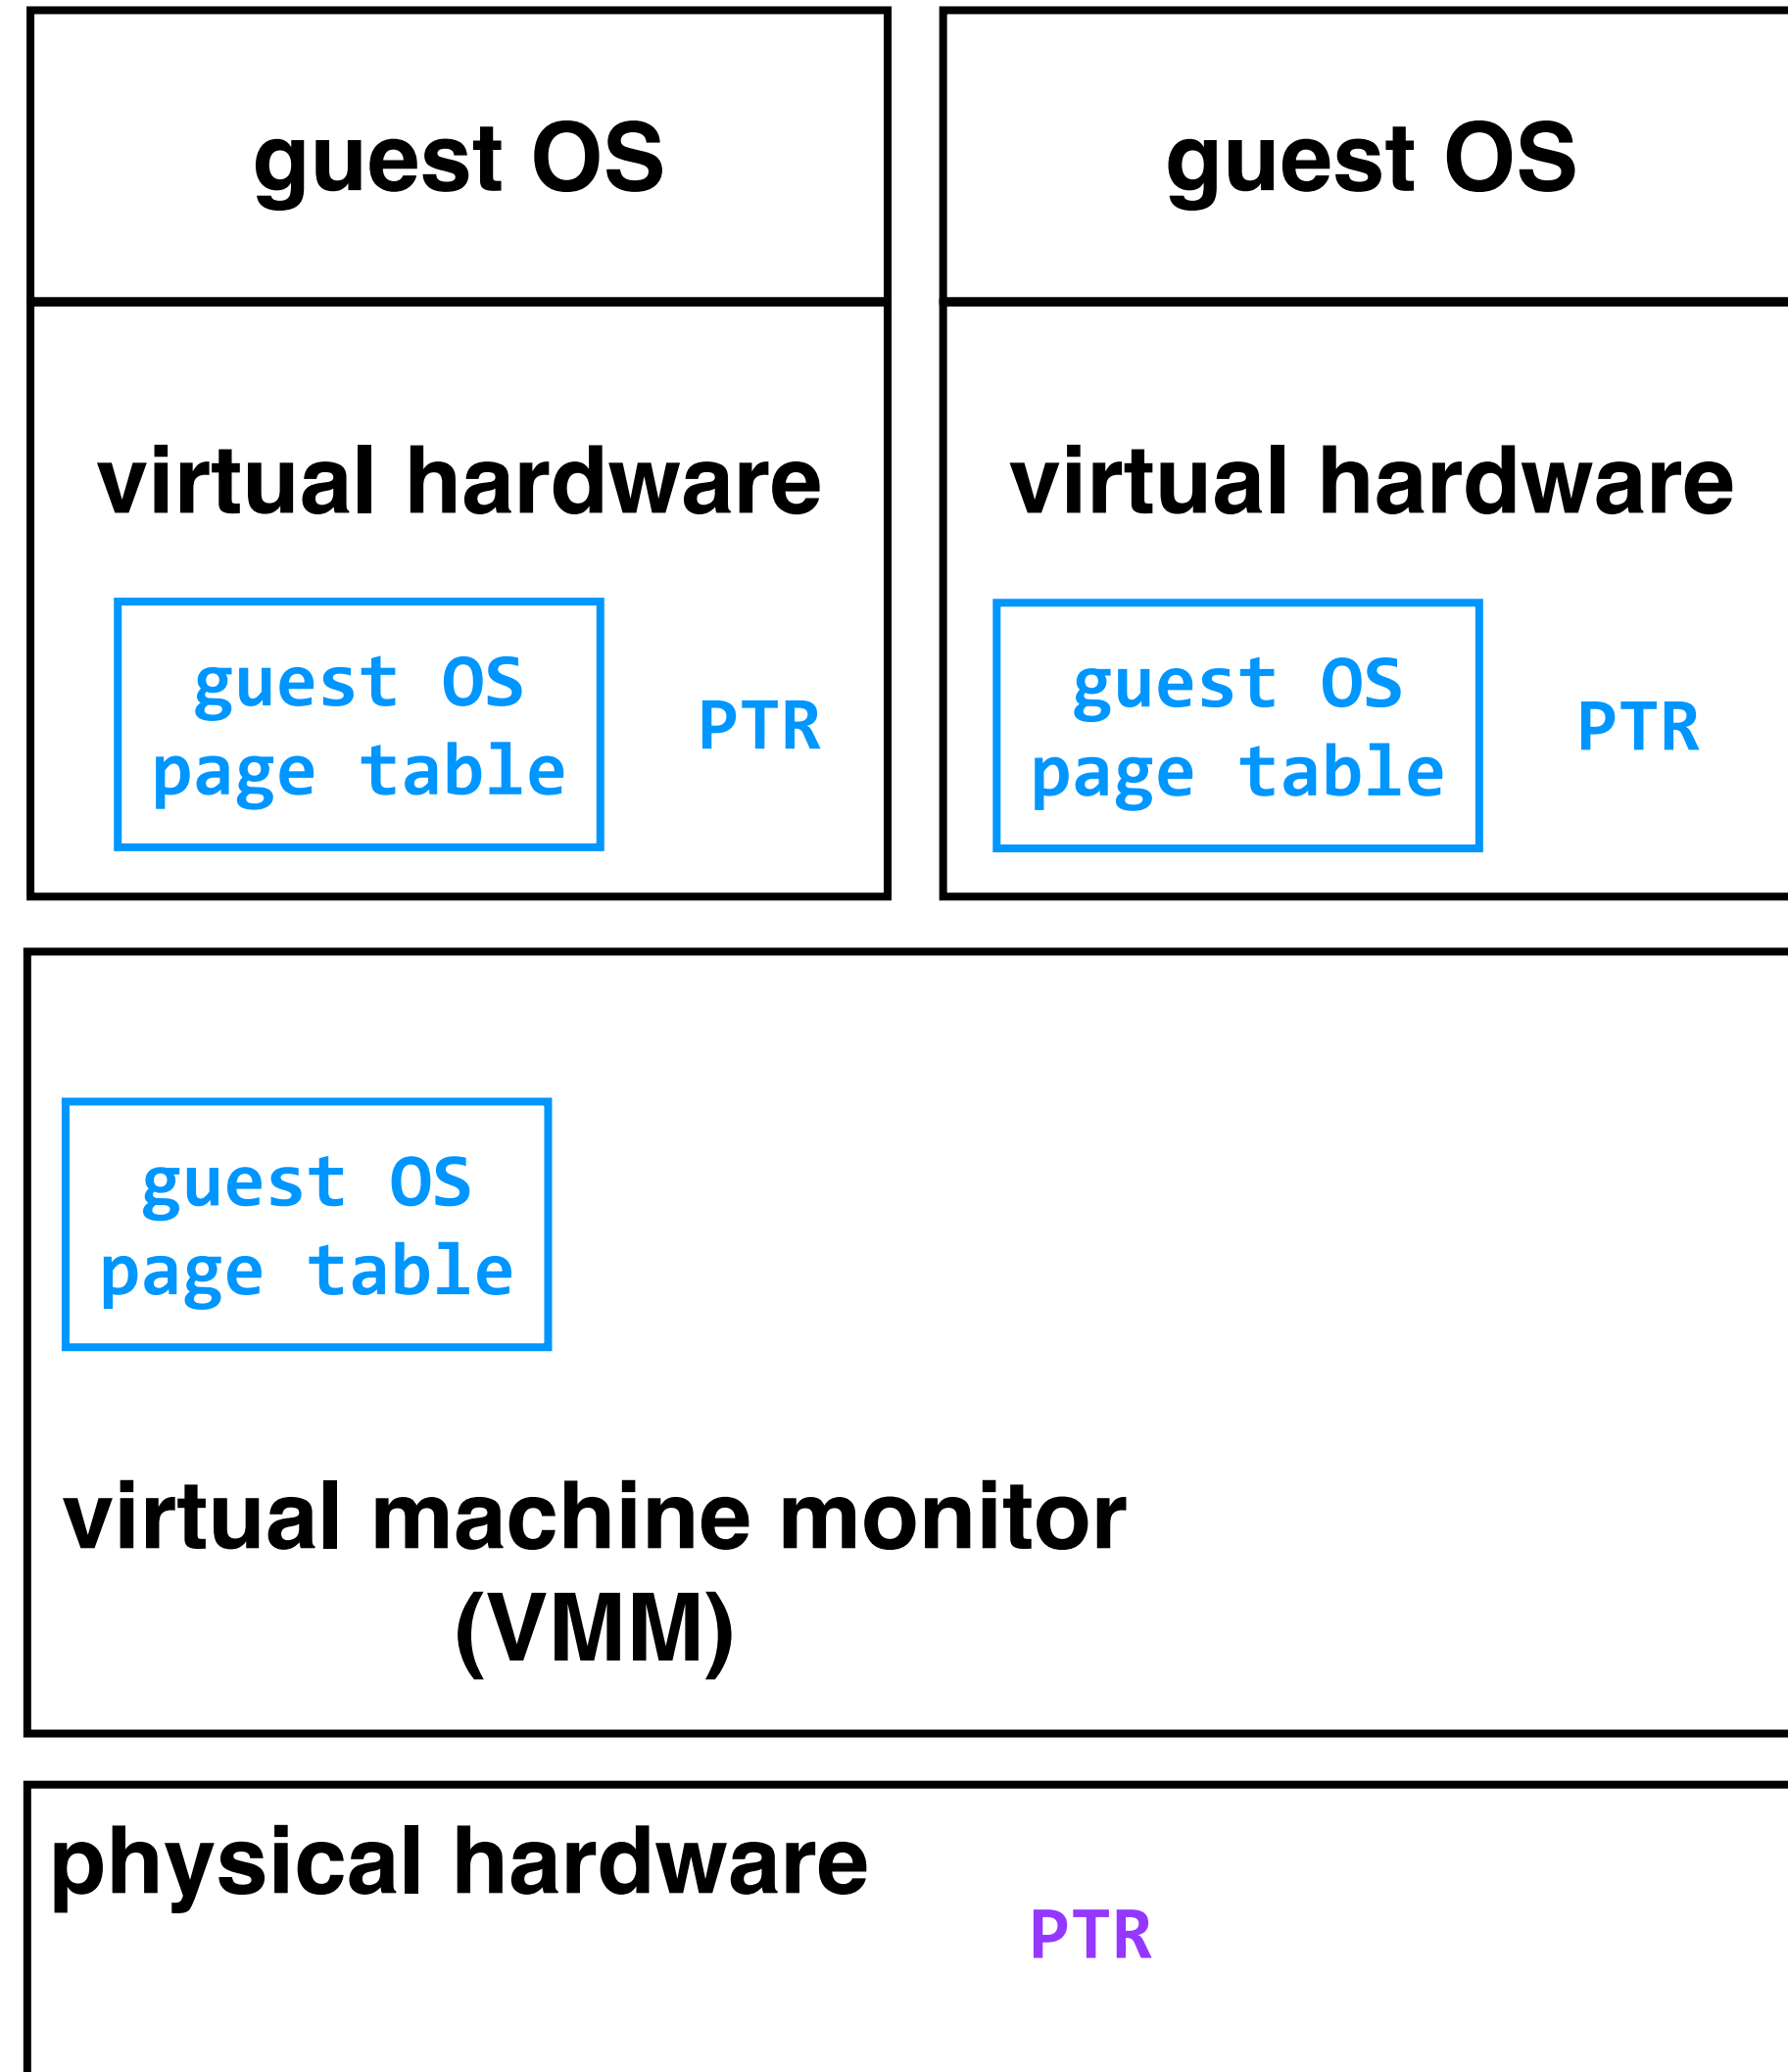 guest OS
guest OS
virtual hardware
virtual hardware
guest OS
page table
PTR
guest OS
page table
PTR
guest OS
page table
virtual machine monitor
(VMM)
physical hardware
PTR